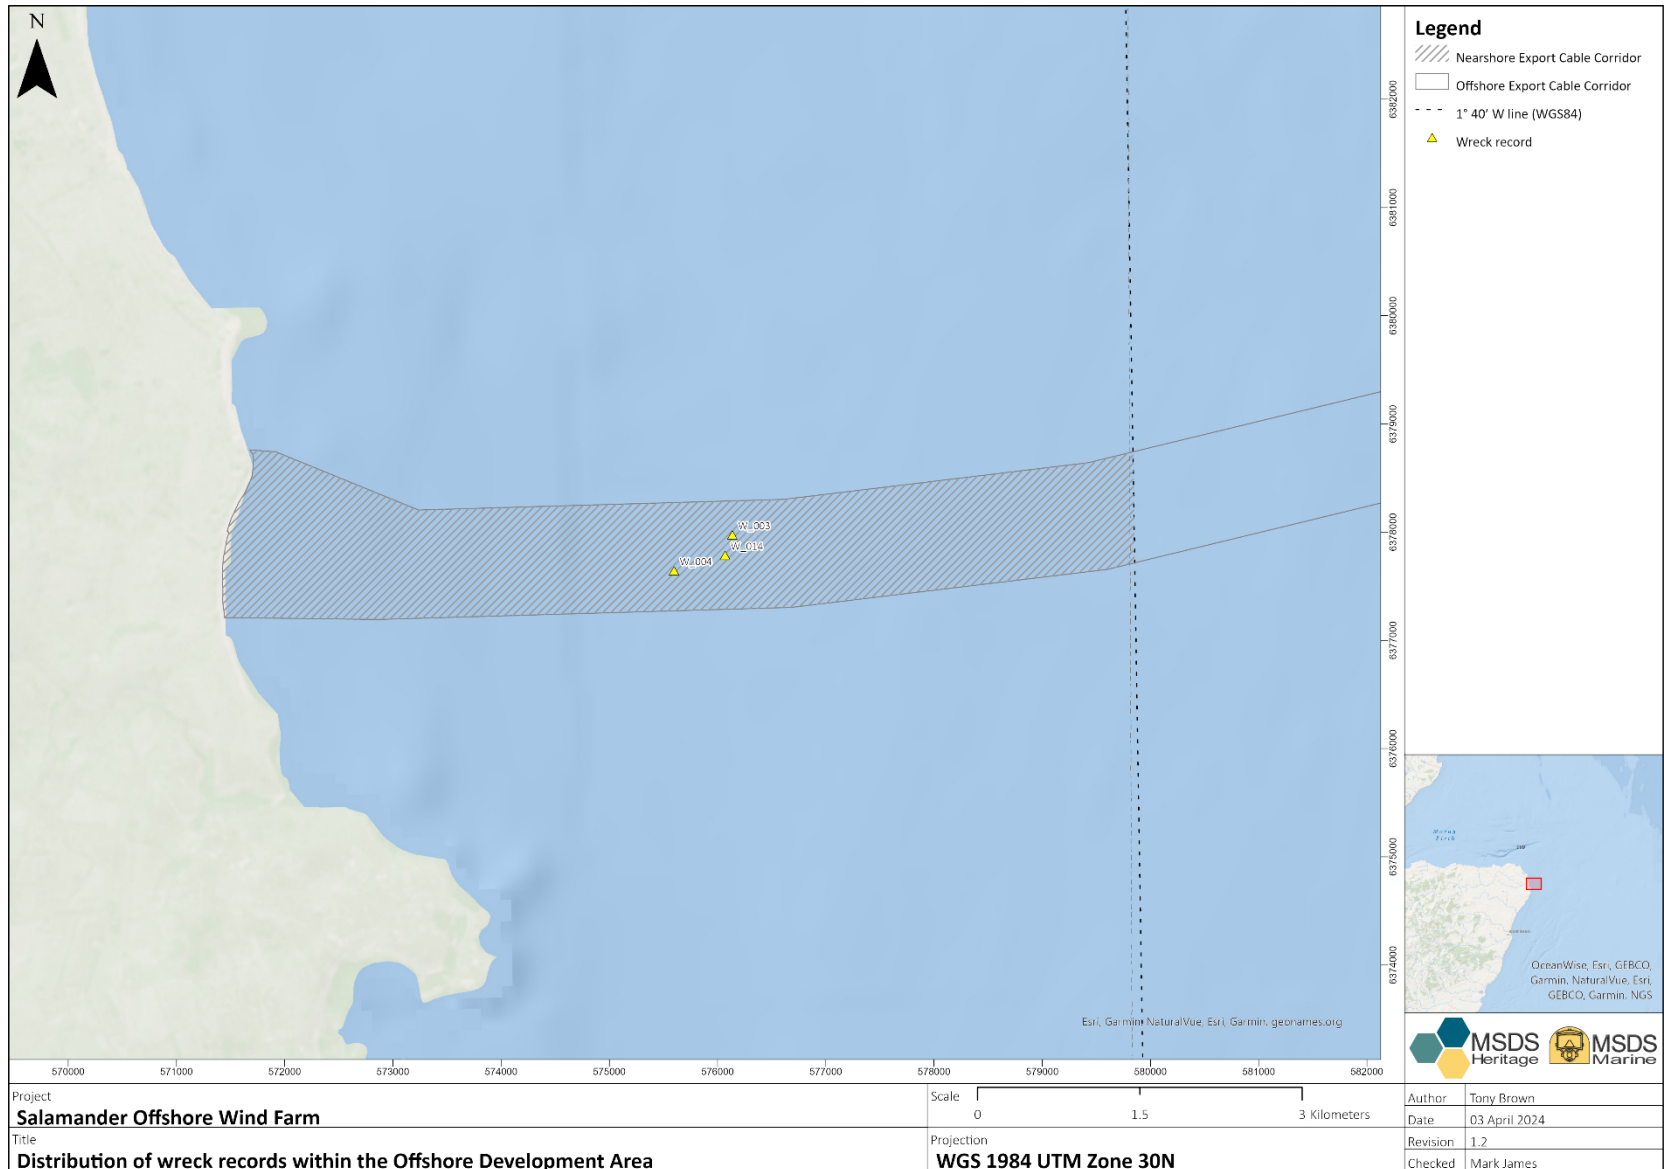 N
Legend
Nearshore Export Cable Corridor
Offshore Export Cable Corridor
1° 40' W line (WGS84)
Wreck record
6382000
6381000
6380000
6379000
6378000
6377000
6376000
6375000
6374000
W_003
W_014
W_004
Esri, Garmin, NaturalVue, Esri, Garmin, geonames.org
570000
571000
572000
573000
574000
575000
576000
577000
578000
579000
580000
581000
582000
Moray
Firth
OceanWise, Esri, GEBCO,
Garmin, NaturalVue, Esri,
GEBCO, Garmin, NGS
MSDS
Heritage
MSDS
Marine
Project
Salamander Offshore Wind Farm
Title
Distribution of wreck records within the Offshore Development Area
Scale
0 1.5 3 Kilometers
Projection
WGS 1984 UTM Zone 30N
Author Tony Brown
Date 03 April 2024
Revision 1.2
Checked Mark James